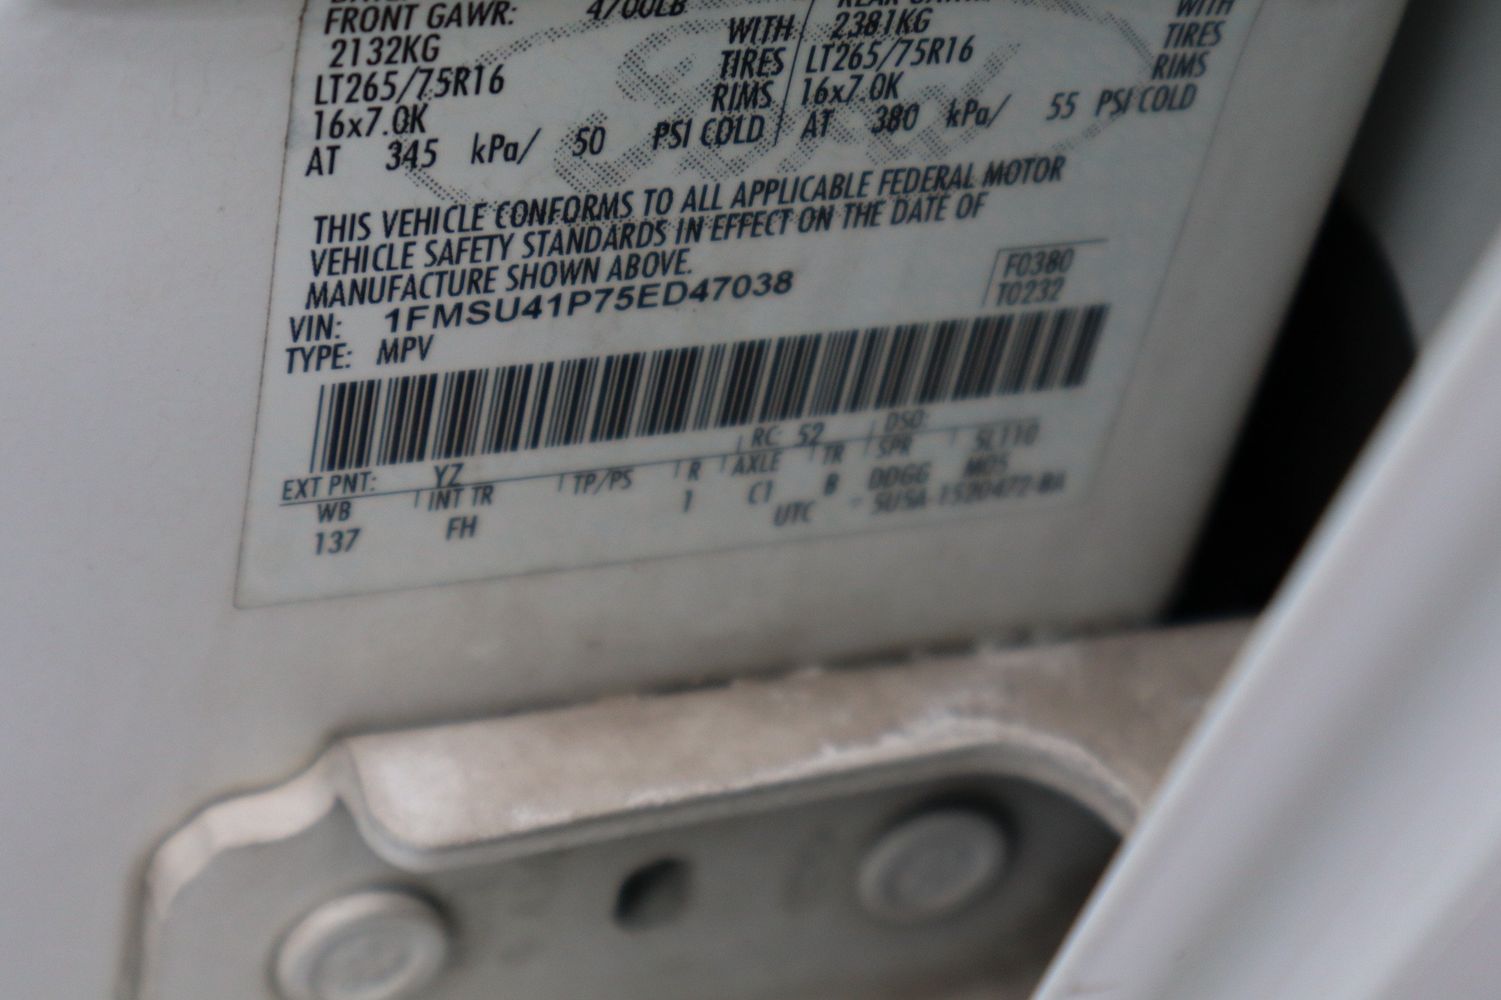 FRONT GAWR: 4700LB
2132KG WITH
LT265/75R16 TIRES
16x7.0K RIMS
AT 345 kPa/ 50 PSI COLD
WITH
2381KG TIRES
LT265/75R16 RIMS
16x7.0K
AT 380 kPa/ 55 PSI COLD
THIS VEHICLE CONFORMS TO ALL APPLICABLE FEDERAL MOTOR
VEHICLE SAFETY STANDARDS IN EFFECT ON THE DATE OF
MANUFACTURE SHOWN ABOVE.
F0380
T0232
VIN: 1FMSU41P75ED47038
TYPE: MPV
RC: 52 DSO:
EXT PNT: YZ
WB INT TR TP/PS R AXLE TR SPR SL110
137 FH 1 C1 B DDGG M05
UTC